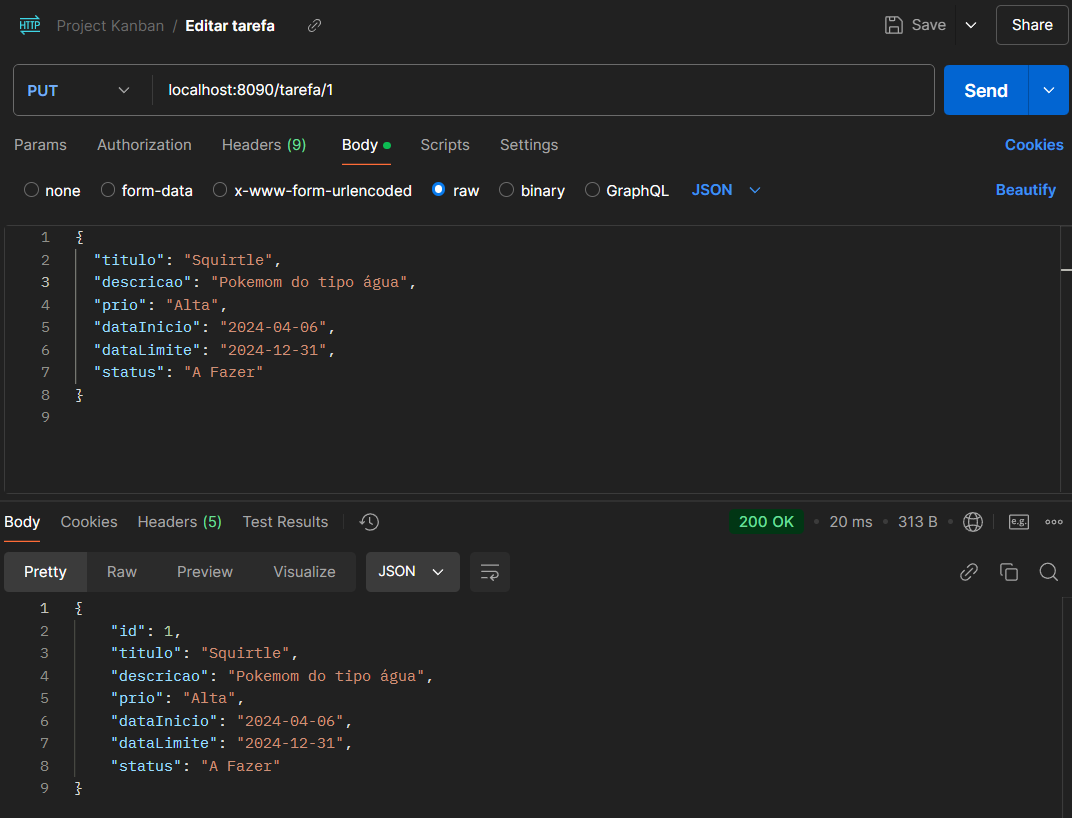 HTTP Project Kanban / Editar tarefa Save Share
PUT localhost:8090/tarefa/1 Send
Params Authorization Headers (9) Body Scripts Settings Cookies
none form-data x-www-form-urlencoded raw binary GraphQL JSON Beautify
1 {
2 "titulo": "Squirtle",
3 "descricao": "Pokemom do tipo água",
4 "prio": "Alta",
5 "dataInicio": "2024-04-06",
6 "dataLimite": "2024-12-31",
7 "status": "A Fazer"
8 }
9
Body Cookies Headers (5) Test Results 200 OK • 20 ms • 313 B • e.g.
Pretty Raw Preview Visualize JSON
1 {
2 "id": 1,
3 "titulo": "Squirtle",
4 "descricao": "Pokemom do tipo água",
5 "prio": "Alta",
6 "dataInicio": "2024-04-06",
7 "dataLimite": "2024-12-31",
8 "status": "A Fazer"
9 }